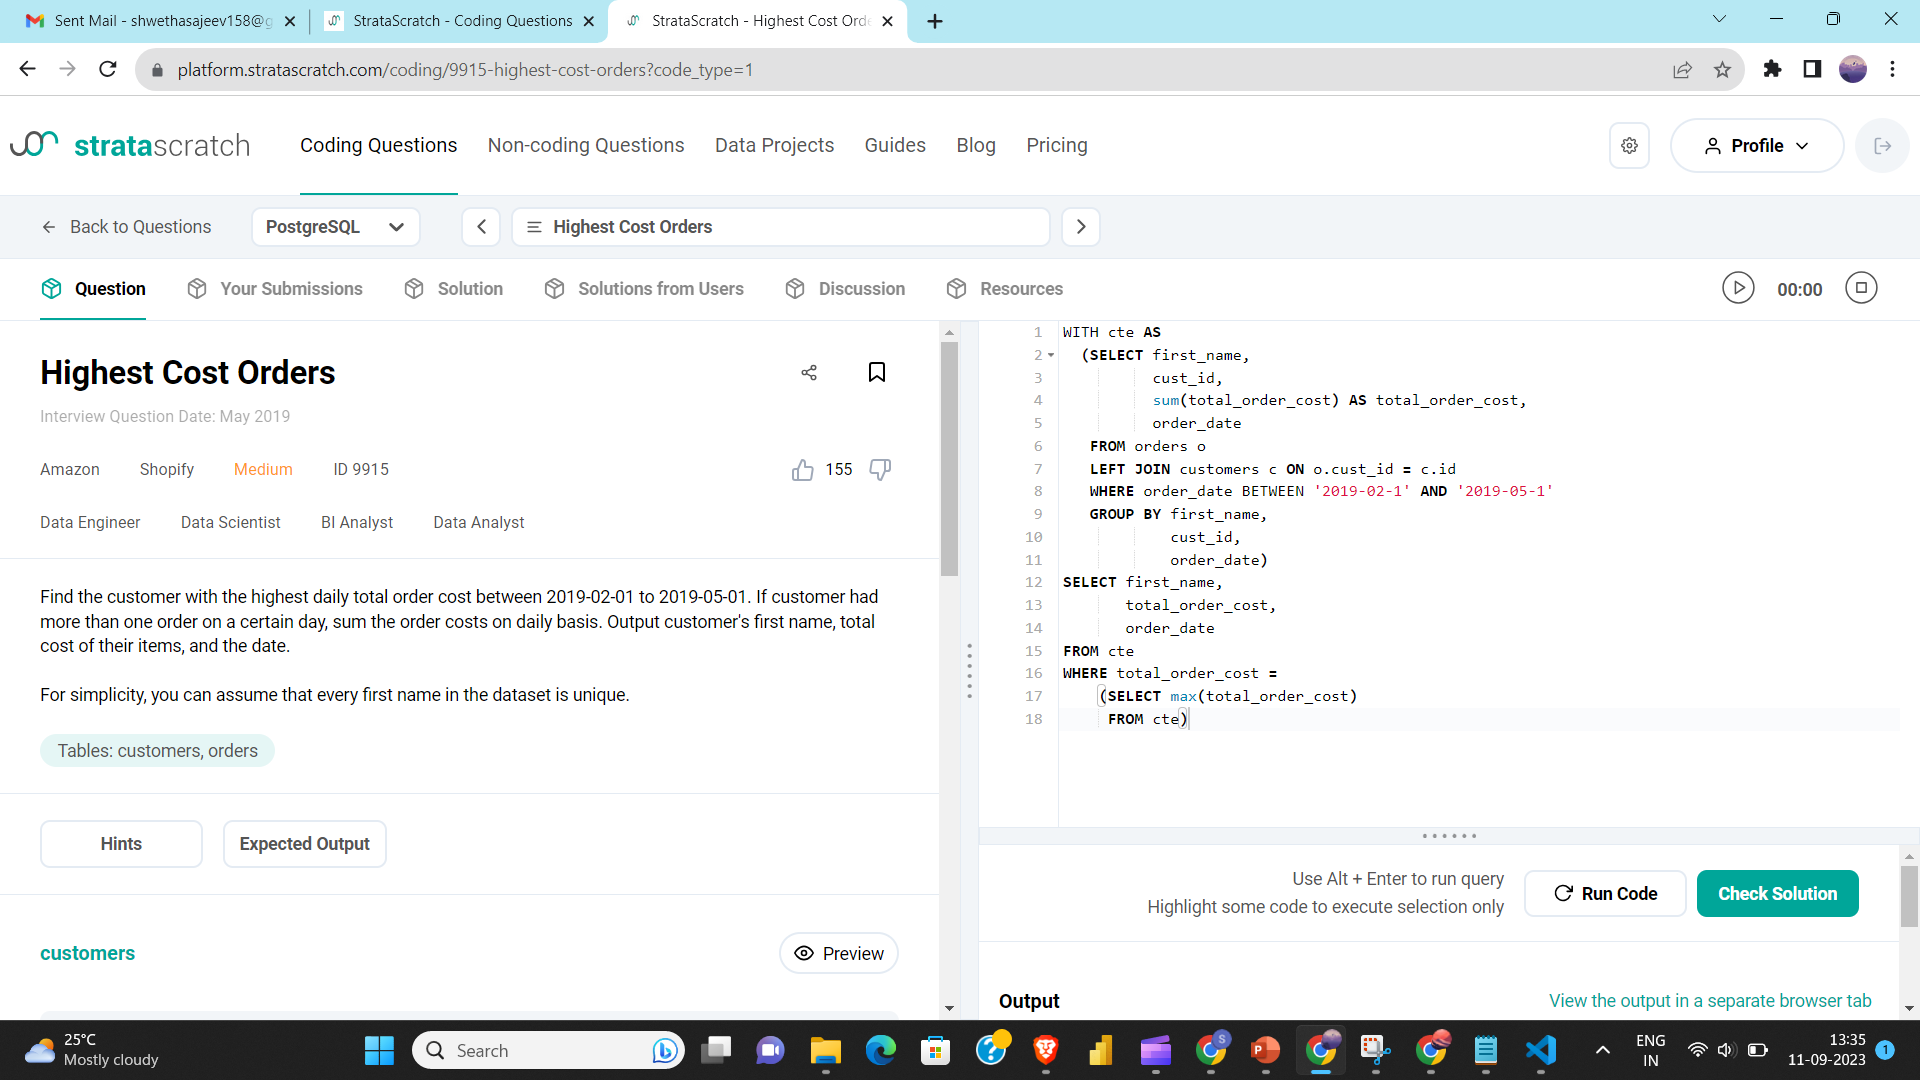 Sent Mail - shwethasajeev158@g
StrataScratch - Coding Questions
StrataScratch - Highest Cost Orde
platform.stratascratch.com/coding/9915-highest-cost-orders?code_type=1
stratascratch
Coding Questions
Non-coding Questions
Data Projects
Guides
Blog
Pricing
Profile
Back to Questions
PostgreSQL
Highest Cost Orders
Question
Your Submissions
Solution
Solutions from Users
Discussion
Resources
00:00
Highest Cost Orders
Interview Question Date: May 2019
Amazon
Shopify
Medium
ID 9915
155
Data Engineer
Data Scientist
BI Analyst
Data Analyst
Find the customer with the highest daily total order cost between 2019-02-01 to 2019-05-01. If customer had
more than one order on a certain day, sum the order costs on daily basis. Output customer's first name, total
cost of their items, and the date.
For simplicity, you can assume that every first name in the dataset is unique.
Tables: customers, orders
Hints
Expected Output
customers
Preview
1 WITH cte AS
2 (SELECT first_name,
3 cust_id,
4 sum(total_order_cost) AS total_order_cost,
5 order_date
6 FROM orders o
7 LEFT JOIN customers c ON o.cust_id = c.id
8 WHERE order_date BETWEEN '2019-02-1' AND '2019-05-1'
9 GROUP BY first_name,
10 cust_id,
11 order_date)
12 SELECT first_name,
13 total_order_cost,
14 order_date
15 FROM cte
16 WHERE total_order_cost =
17 (SELECT max(total_order_cost)
18 FROM cte)
Use Alt + Enter to run query
Highlight some code to execute selection only
Run Code
Check Solution
Output
View the output in a separate browser tab
25°C
Mostly cloudy
Search
S
P
ENG
IN
13:35
11-09-2023
1